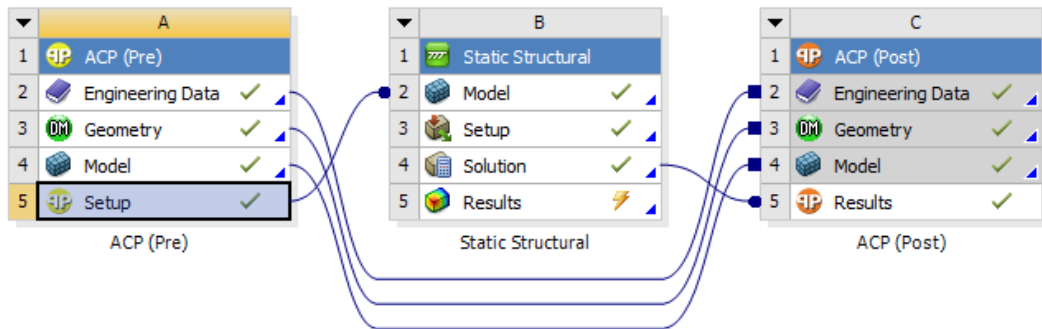 A
1 ACP (Pre)
2 Engineering Data
3 DM Geometry
4 Model
5 Setup
ACP (Pre)
B
1 Static Structural
2 Model
3 Setup
4 Solution
5 Results
Static Structural
C
1 ACP (Post)
2 Engineering Data
3 DM Geometry
4 Model
5 Results
ACP (Post)